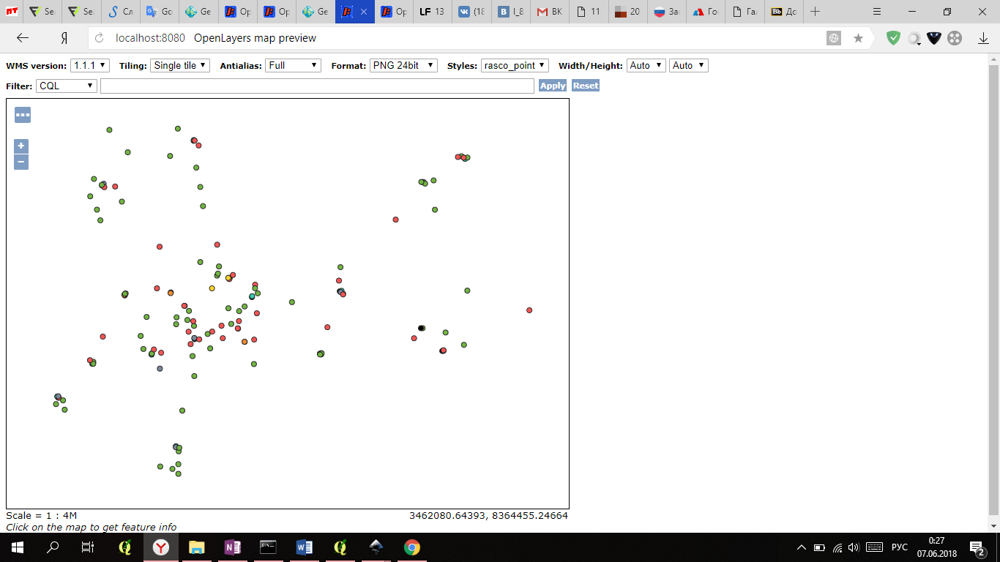 Se Se Сл Gc Ge Op Op Ge Op LF 13 (18 B I_8 ВК 11 20 За Го Га Bb До
Я localhost:8080 OpenLayers map preview
WMS version: 1.1.1 Tiling: Single tile Antialias: Full Format: PNG 24bit Styles: rasco_point Width/Height: Auto Auto
Filter: CQL Apply Reset
+
−
Scale = 1 : 4M 3462080.64393, 8364455.24664
Click on the map to get feature info
РУС 0:27
07.06.2018 2